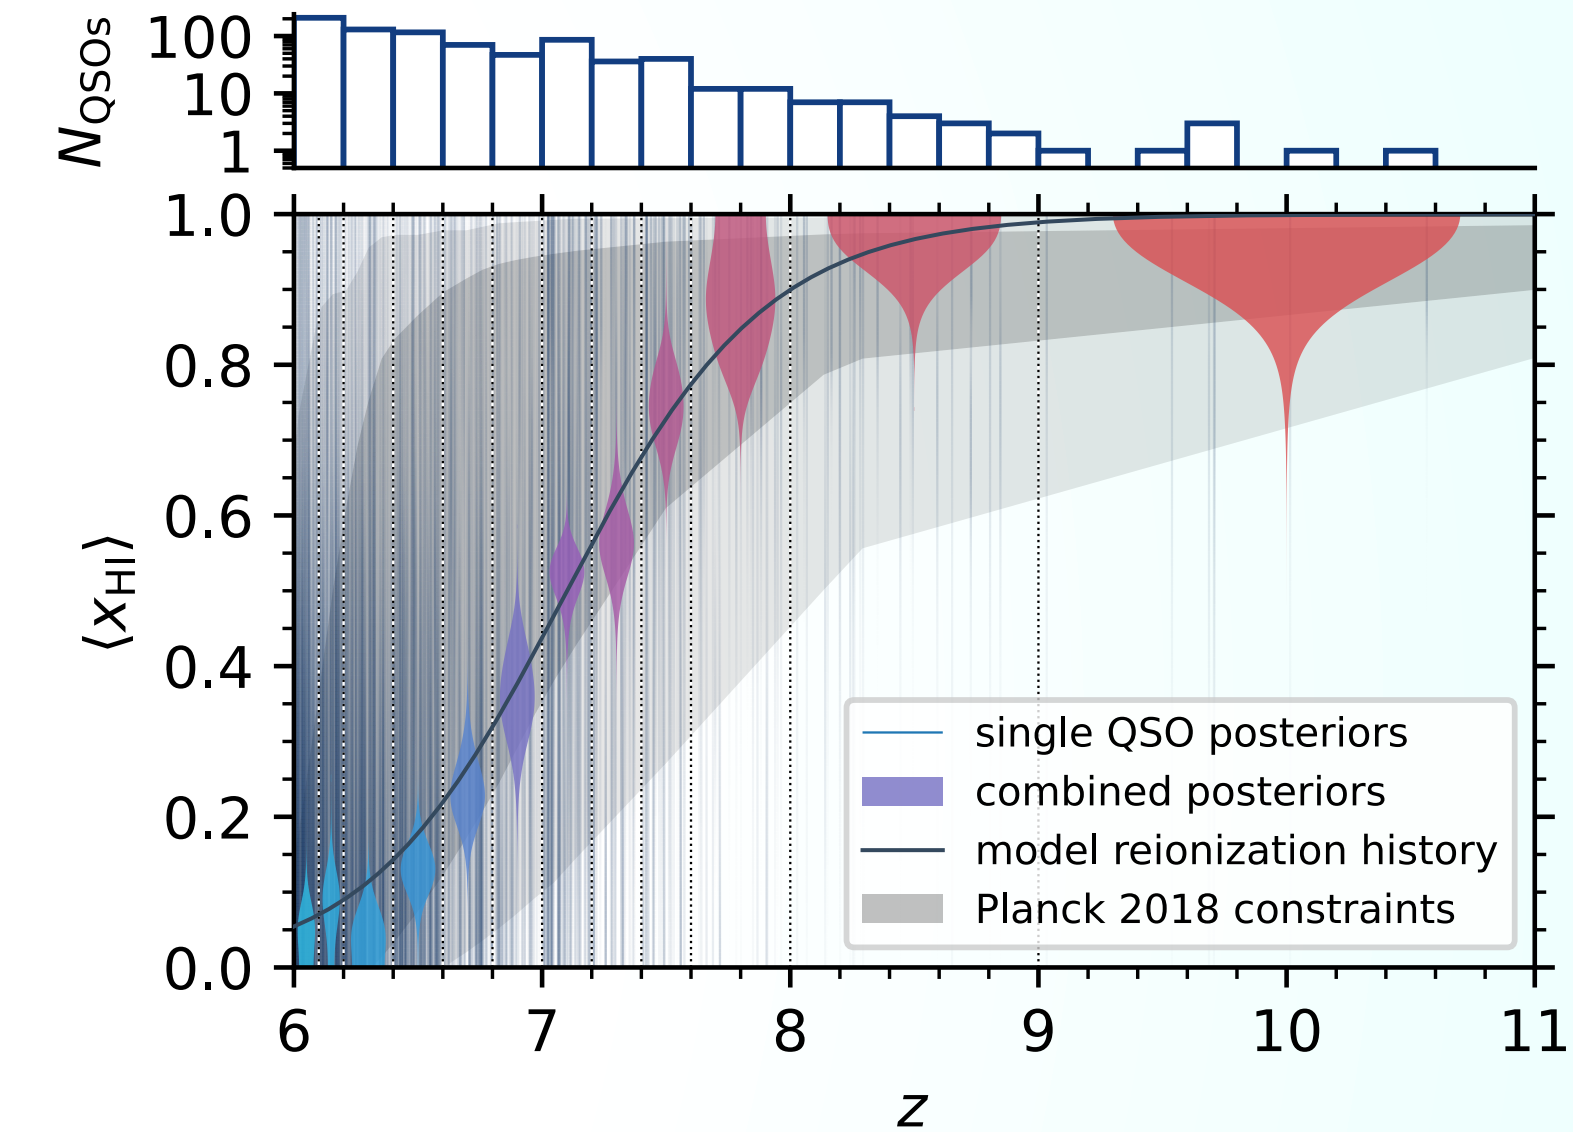 N_QSOs
100
10
1
1.0
0.8
0.6
0.4
0.2
0.0
⟨x_HI⟩
single QSO posteriors
combined posteriors
model reionization history
Planck 2018 constraints
6 7 8 9 10 11
z